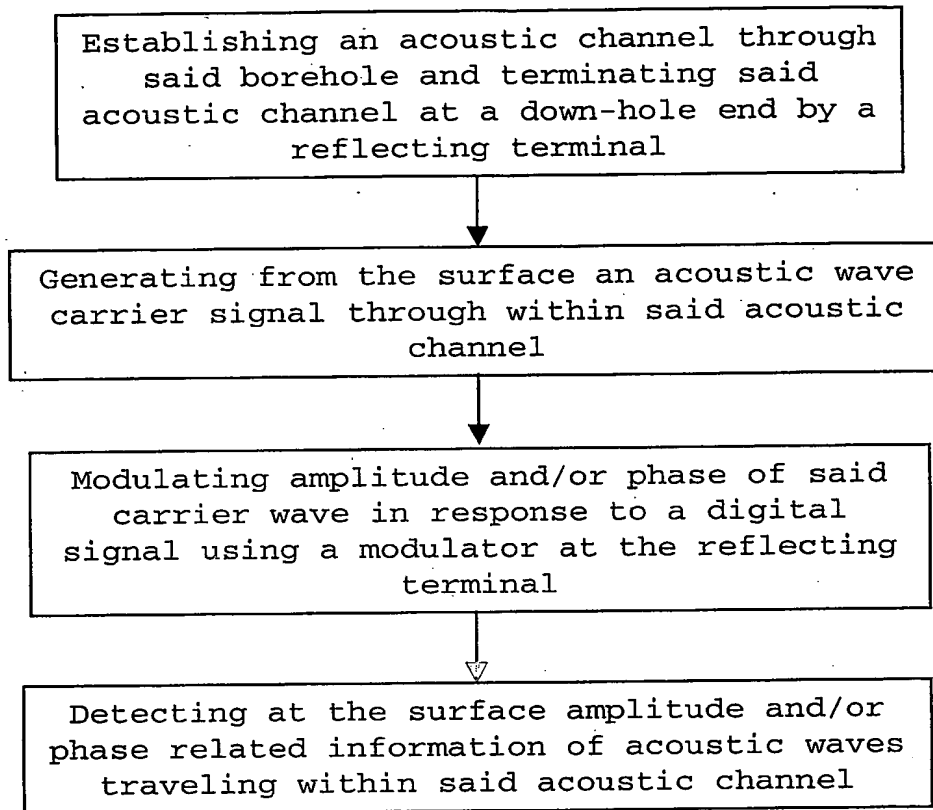 Establishing an acoustic channel through
said borehole and terminating said
acoustic channel at a down-hole end by a
reflecting terminal
Generating from the surface an acoustic wave
carrier signal through within said acoustic
channel
Modulating amplitude and/or phase of said
carrier wave in response to a digital
signal using a modulator at the reflecting
terminal
Detecting at the surface amplitude and/or
phase related information of acoustic waves
traveling within said acoustic channel